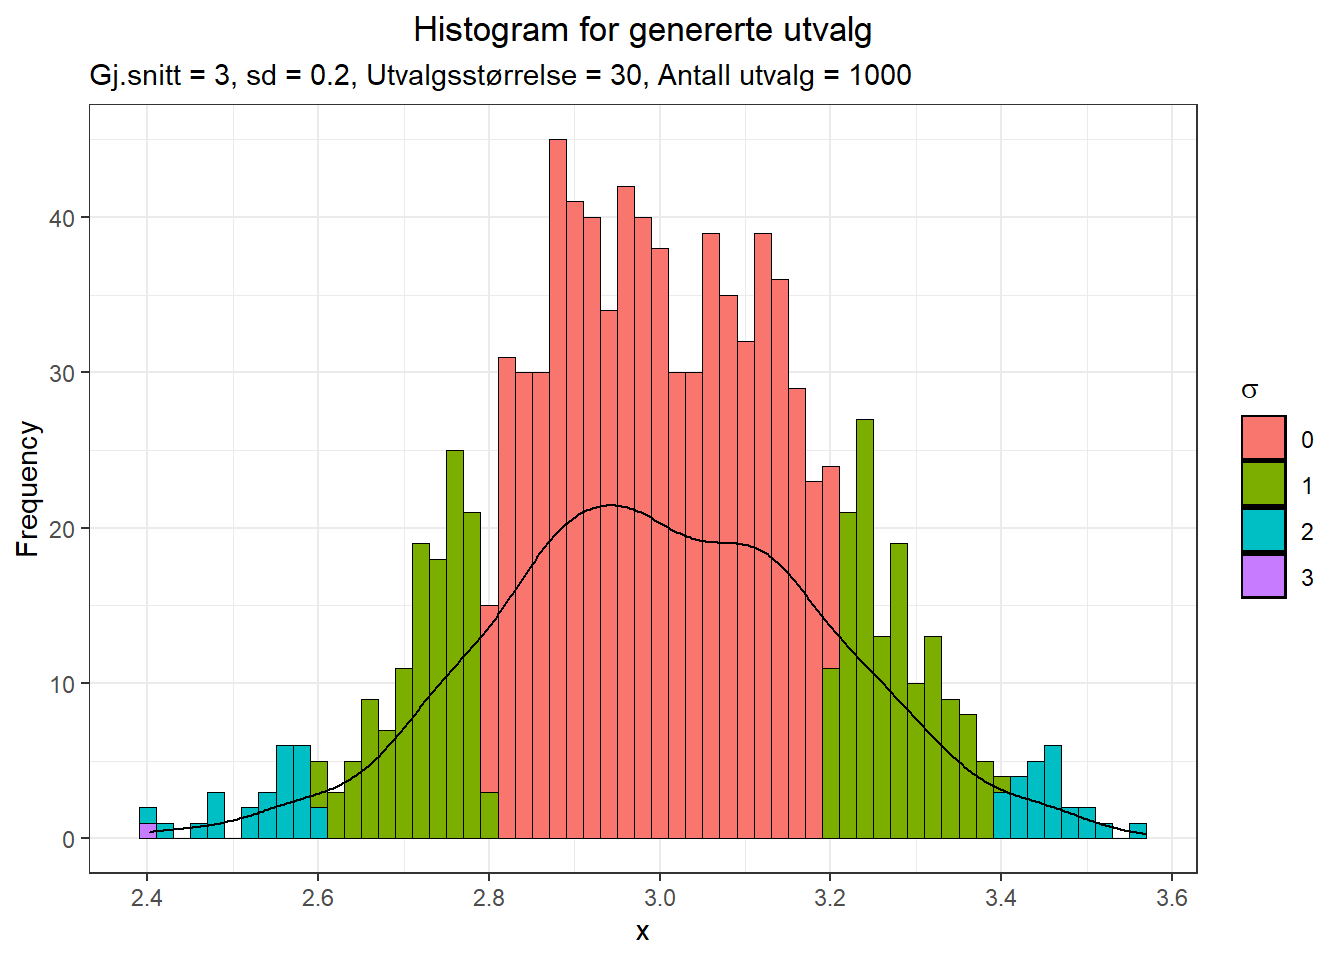 Histogram for genererte utvalg
Gj.snitt = 3, sd = 0.2, Utvalgsstørrelse = 30, Antall utvalg = 1000
Frequency
40
30
20
10
0
2.4 2.6 2.8 3.0 3.2 3.4 3.6
x
σ
0
1
2
3